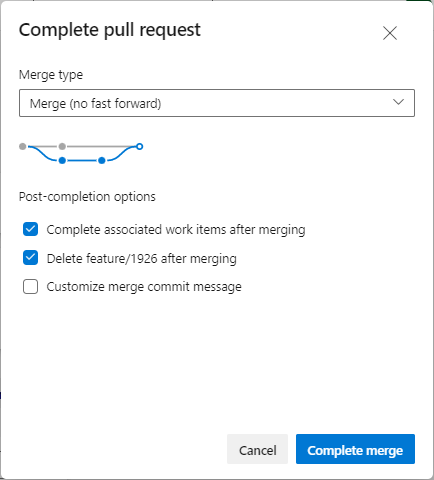 Complete pull request
Merge type
Merge (no fast forward)
Post-completion options
Complete associated work items after merging
Delete feature/1926 after merging
Customize merge commit message
Cancel
Complete merge